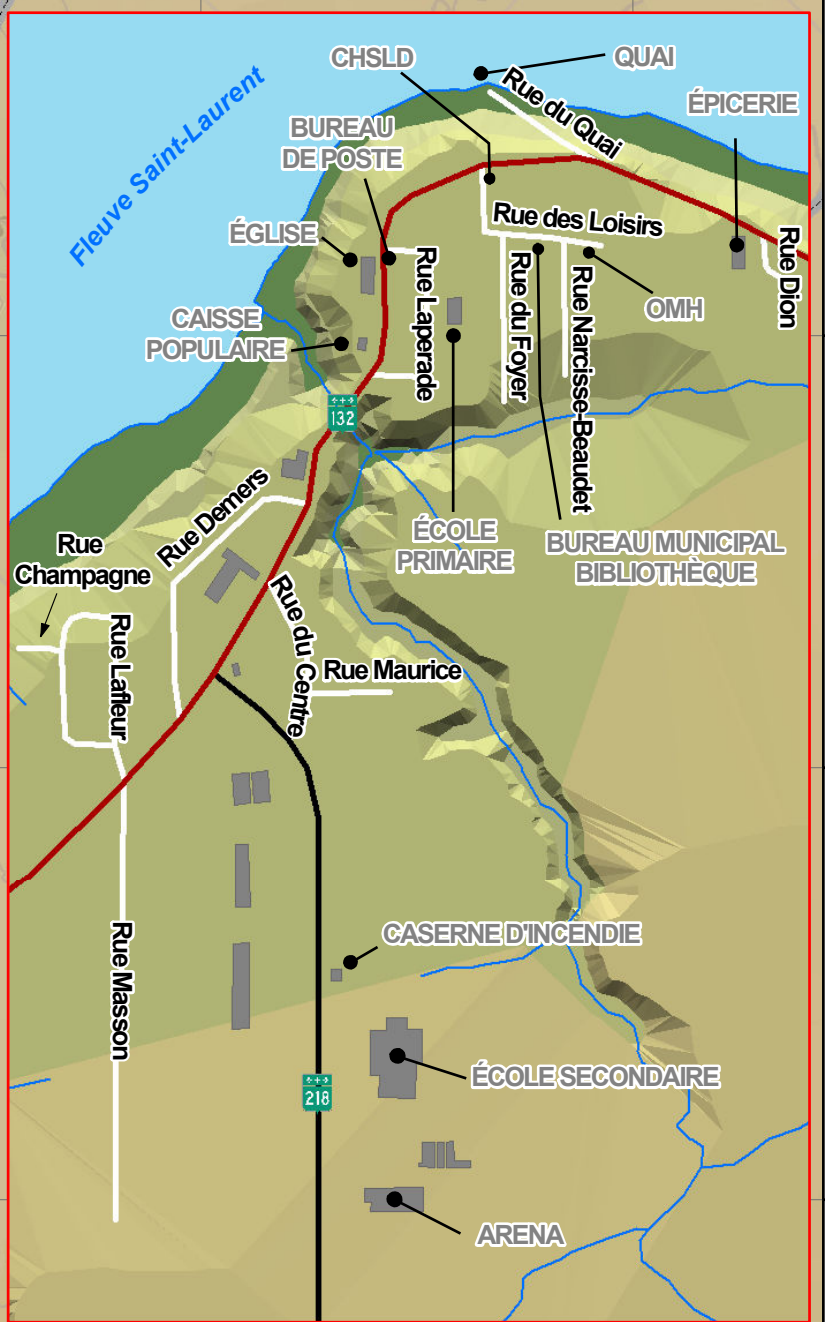 CHSLD
QUAI
Fleuve Saint-Laurent
Rue du Quai
ÉPICERIE
BUREAU
DE POSTE
Rue des Loisirs
ÉGLISE
Rue Laperade
Rue du Foyer
Rue Narcisse-Beaudet
OMH
Rue Dion
CAISSE
POPULAIRE
132
Rue Demers
ÉCOLE
PRIMAIRE
BUREAU MUNICIPAL
BIBLIOTHÈQUE
Rue
Champagne
Rue Lafleur
Rue du Centre
Rue Maurice
Rue Masson
CASERNE D'INCENDIE
ÉCOLE SECONDAIRE
218
ARENA